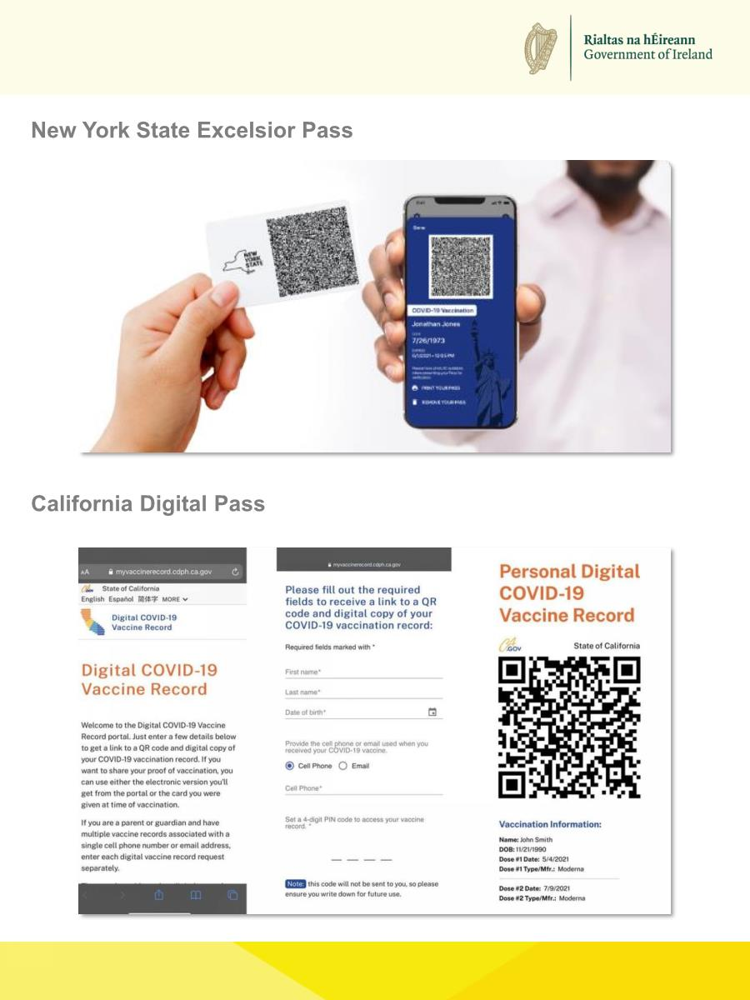 Rialtas na hÉireann
Government of Ireland
New York State Excelsior Pass
NEW
YORK
STATE
COVID-19 Vaccination
Jonathan Jones
7/26/1973
PRINT YOUR PASS
REMOVE YOUR PASS
California Digital Pass
AA myvaccinerecord.cdph.ca.gov
CA.GOV State of California
English Español 简体字 MORE
Digital COVID-19
Vaccine Record
Digital COVID-19
Vaccine Record
Welcome to the Digital COVID-19 Vaccine
Record portal. Just enter a few details below
to get a link to a QR code and digital copy of
your COVID-19 vaccination record. If you
want to share your proof of vaccination, you
can use either the electronic version you'll
get from the portal or the card you were
given at time of vaccination.
If you are a parent or guardian and have
multiple vaccine records associated with a
single cell phone number or email address,
enter each digital vaccine record request
separately.
myvaccinerecord.cdph.ca.gov
Please fill out the required
fields to receive a link to a QR
code and digital copy of your
COVID-19 vaccination record:
Required fields marked with *
First name*
Last name*
Date of birth*
Provide the cell phone or email used when you
received your COVID-19 vaccine.
Cell Phone Email
Cell Phone*
Set a 4-digit PIN code to access your vaccine
record. *
Note: this code will not be sent to you, so please
ensure you write down for future use.
Personal Digital
COVID-19
Vaccine Record
CA.GOV State of California
Vaccination Information:
Name: John Smith
DOB: 11/21/1990
Dose #1 Date: 5/4/2021
Dose #1 Type/Mfr.: Moderna
Dose #2 Date: 7/9/2021
Dose #2 Type/Mfr.: Moderna